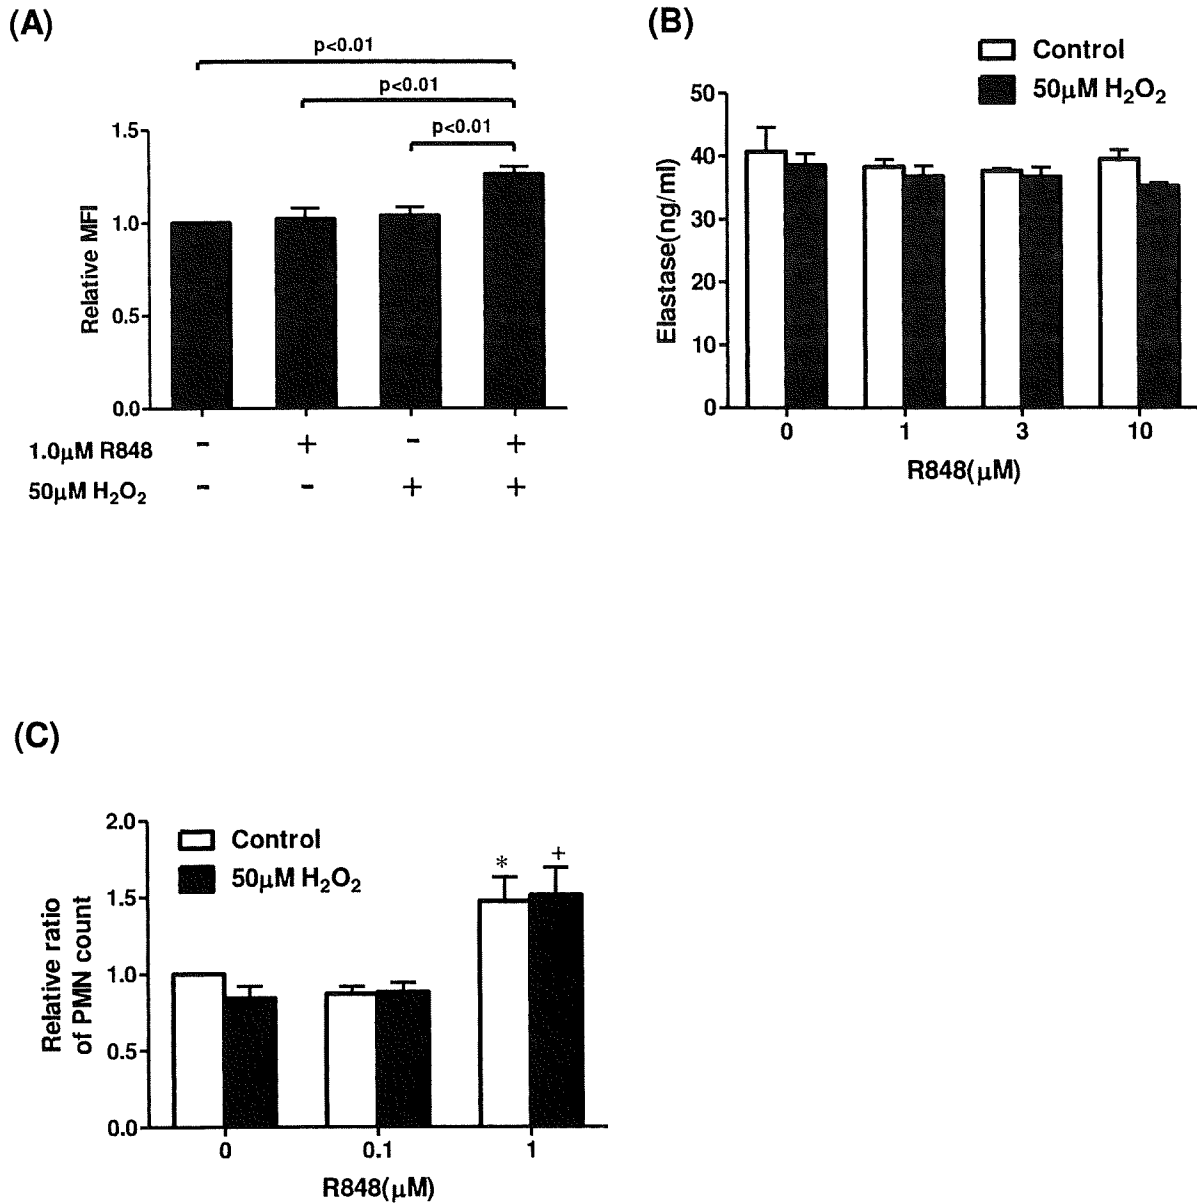 (A)
p<0.01
p<0.01
p<0.01
1.5
1.0
0.5
0.0
Relative MFI
1.0μM R848 - + - +
50μM H₂O₂ - - + +
(B)
Control
50μM H₂O₂
50
40
30
20
10
0
Elastase(ng/ml)
0 1 3 10
R848(μM)
(C)
Control
50μM H₂O₂
2.0
1.5
1.0
0.5
0.0
Relative ratio
of PMN count
* +
0 0.1 1
R848(μM)